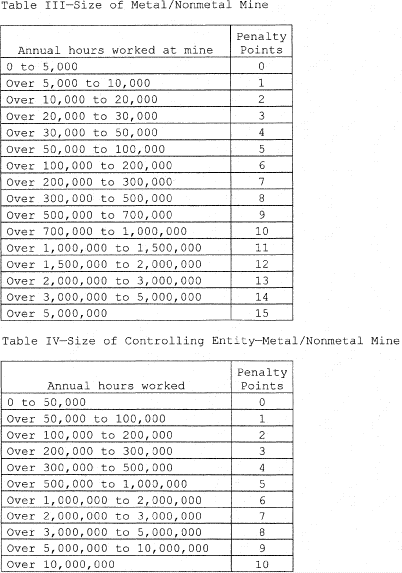 Table III—Size of Metal/Nonmetal Mine
Annual hours worked at mine Penalty Points
0 to 5,000 0
Over 5,000 to 10,000 1
Over 10,000 to 20,000 2
Over 20,000 to 30,000 3
Over 30,000 to 50,000 4
Over 50,000 to 100,000 5
Over 100,000 to 200,000 6
Over 200,000 to 300,000 7
Over 300,000 to 500,000 8
Over 500,000 to 700,000 9
Over 700,000 to 1,000,000 10
Over 1,000,000 to 1,500,000 11
Over 1,500,000 to 2,000,000 12
Over 2,000,000 to 3,000,000 13
Over 3,000,000 to 5,000,000 14
Over 5,000,000 15
Table IV—Size of Controlling Entity—Metal/Nonmetal Mine
Annual hours worked Penalty Points
0 to 50,000 0
Over 50,000 to 100,000 1
Over 100,000 to 200,000 2
Over 200,000 to 300,000 3
Over 300,000 to 500,000 4
Over 500,000 to 1,000,000 5
Over 1,000,000 to 2,000,000 6
Over 2,000,000 to 3,000,000 7
Over 3,000,000 to 5,000,000 8
Over 5,000,000 to 10,000,000 9
Over 10,000,000 10